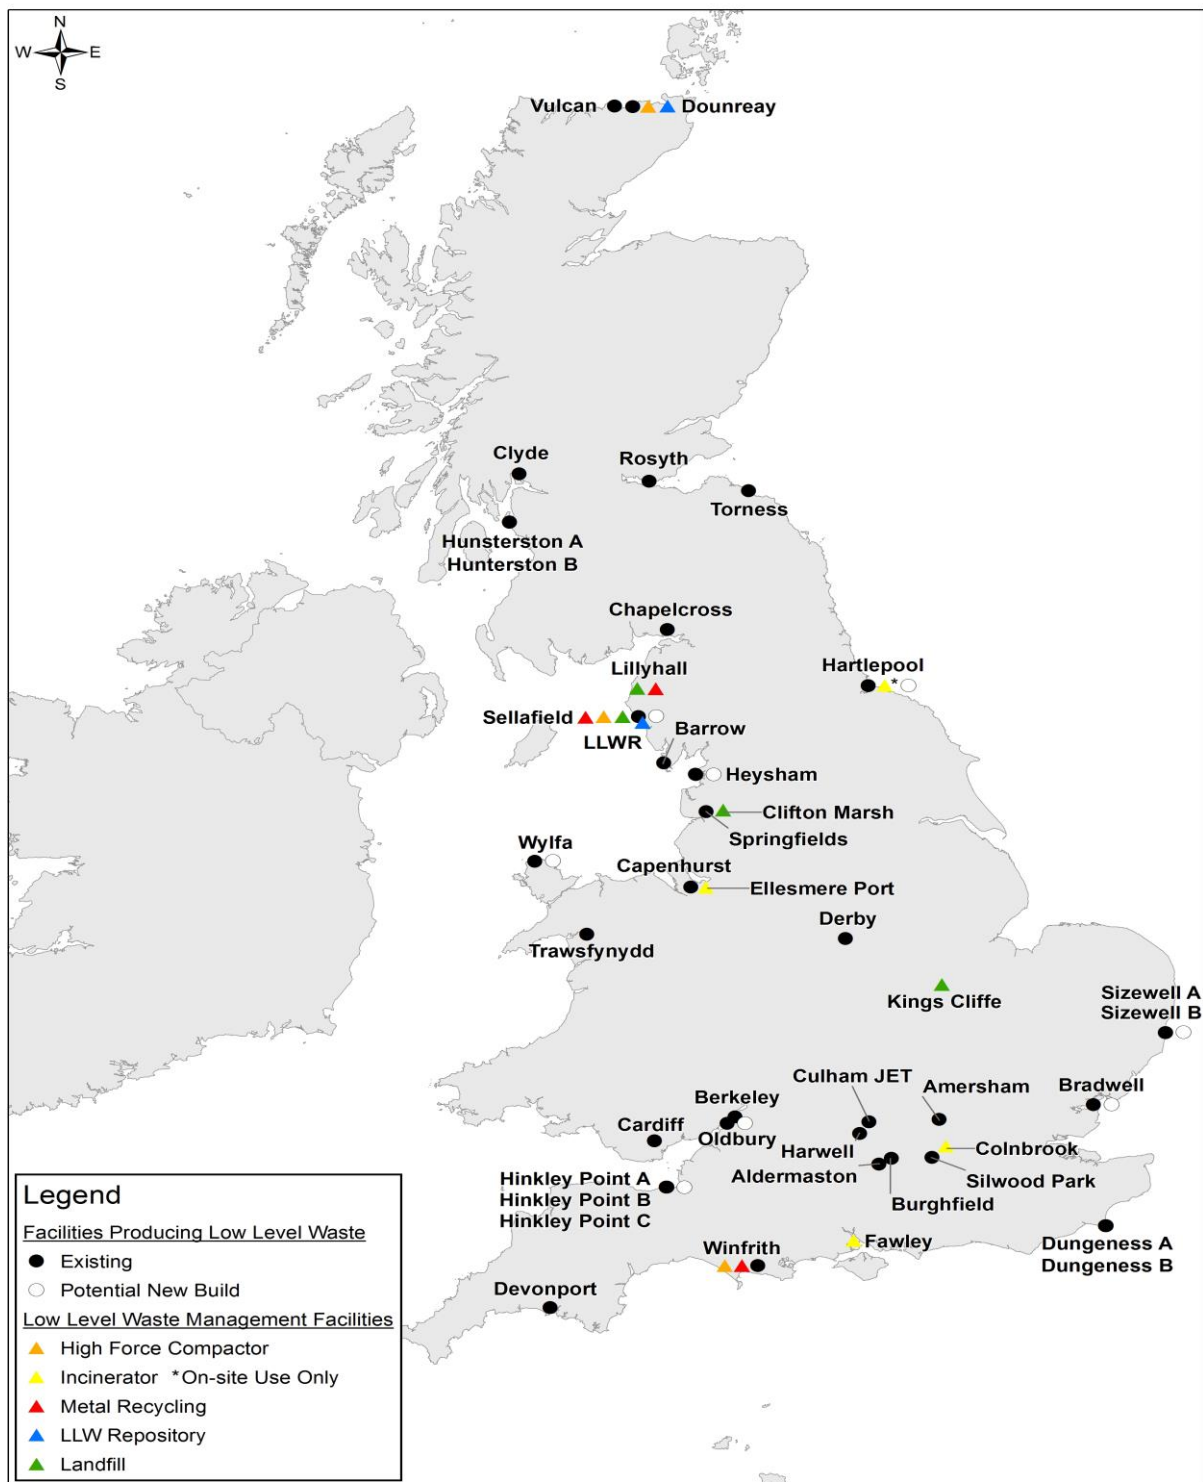 N
W E
S
Vulcan
Dounreay
Clyde
Rosyth
Torness
Hunsterston A
Hunterston B
Chapelcross
Lillyhall
Hartlepool
*
Sellafield
LLWR
Barrow
Heysham
Clifton Marsh
Springfields
Wylfa
Capenhurst
Ellesmere Port
Derby
Trawsfynydd
Kings Cliffe
Sizewell A
Sizewell B
Culham JET
Amersham
Bradwell
Berkeley
Cardiff
Oldbury
Harwell
Colnbrook
Aldermaston
Silwood Park
Burghfield
Hinkley Point A
Hinkley Point B
Hinkley Point C
Fawley
Winfrith
Dungeness A
Dungeness B
Devonport
Legend
Facilities Producing Low Level Waste
Existing
Potential New Build
Low Level Waste Management Facilities
High Force Compactor
Incinerator *On-site Use Only
Metal Recycling
LLW Repository
Landfill